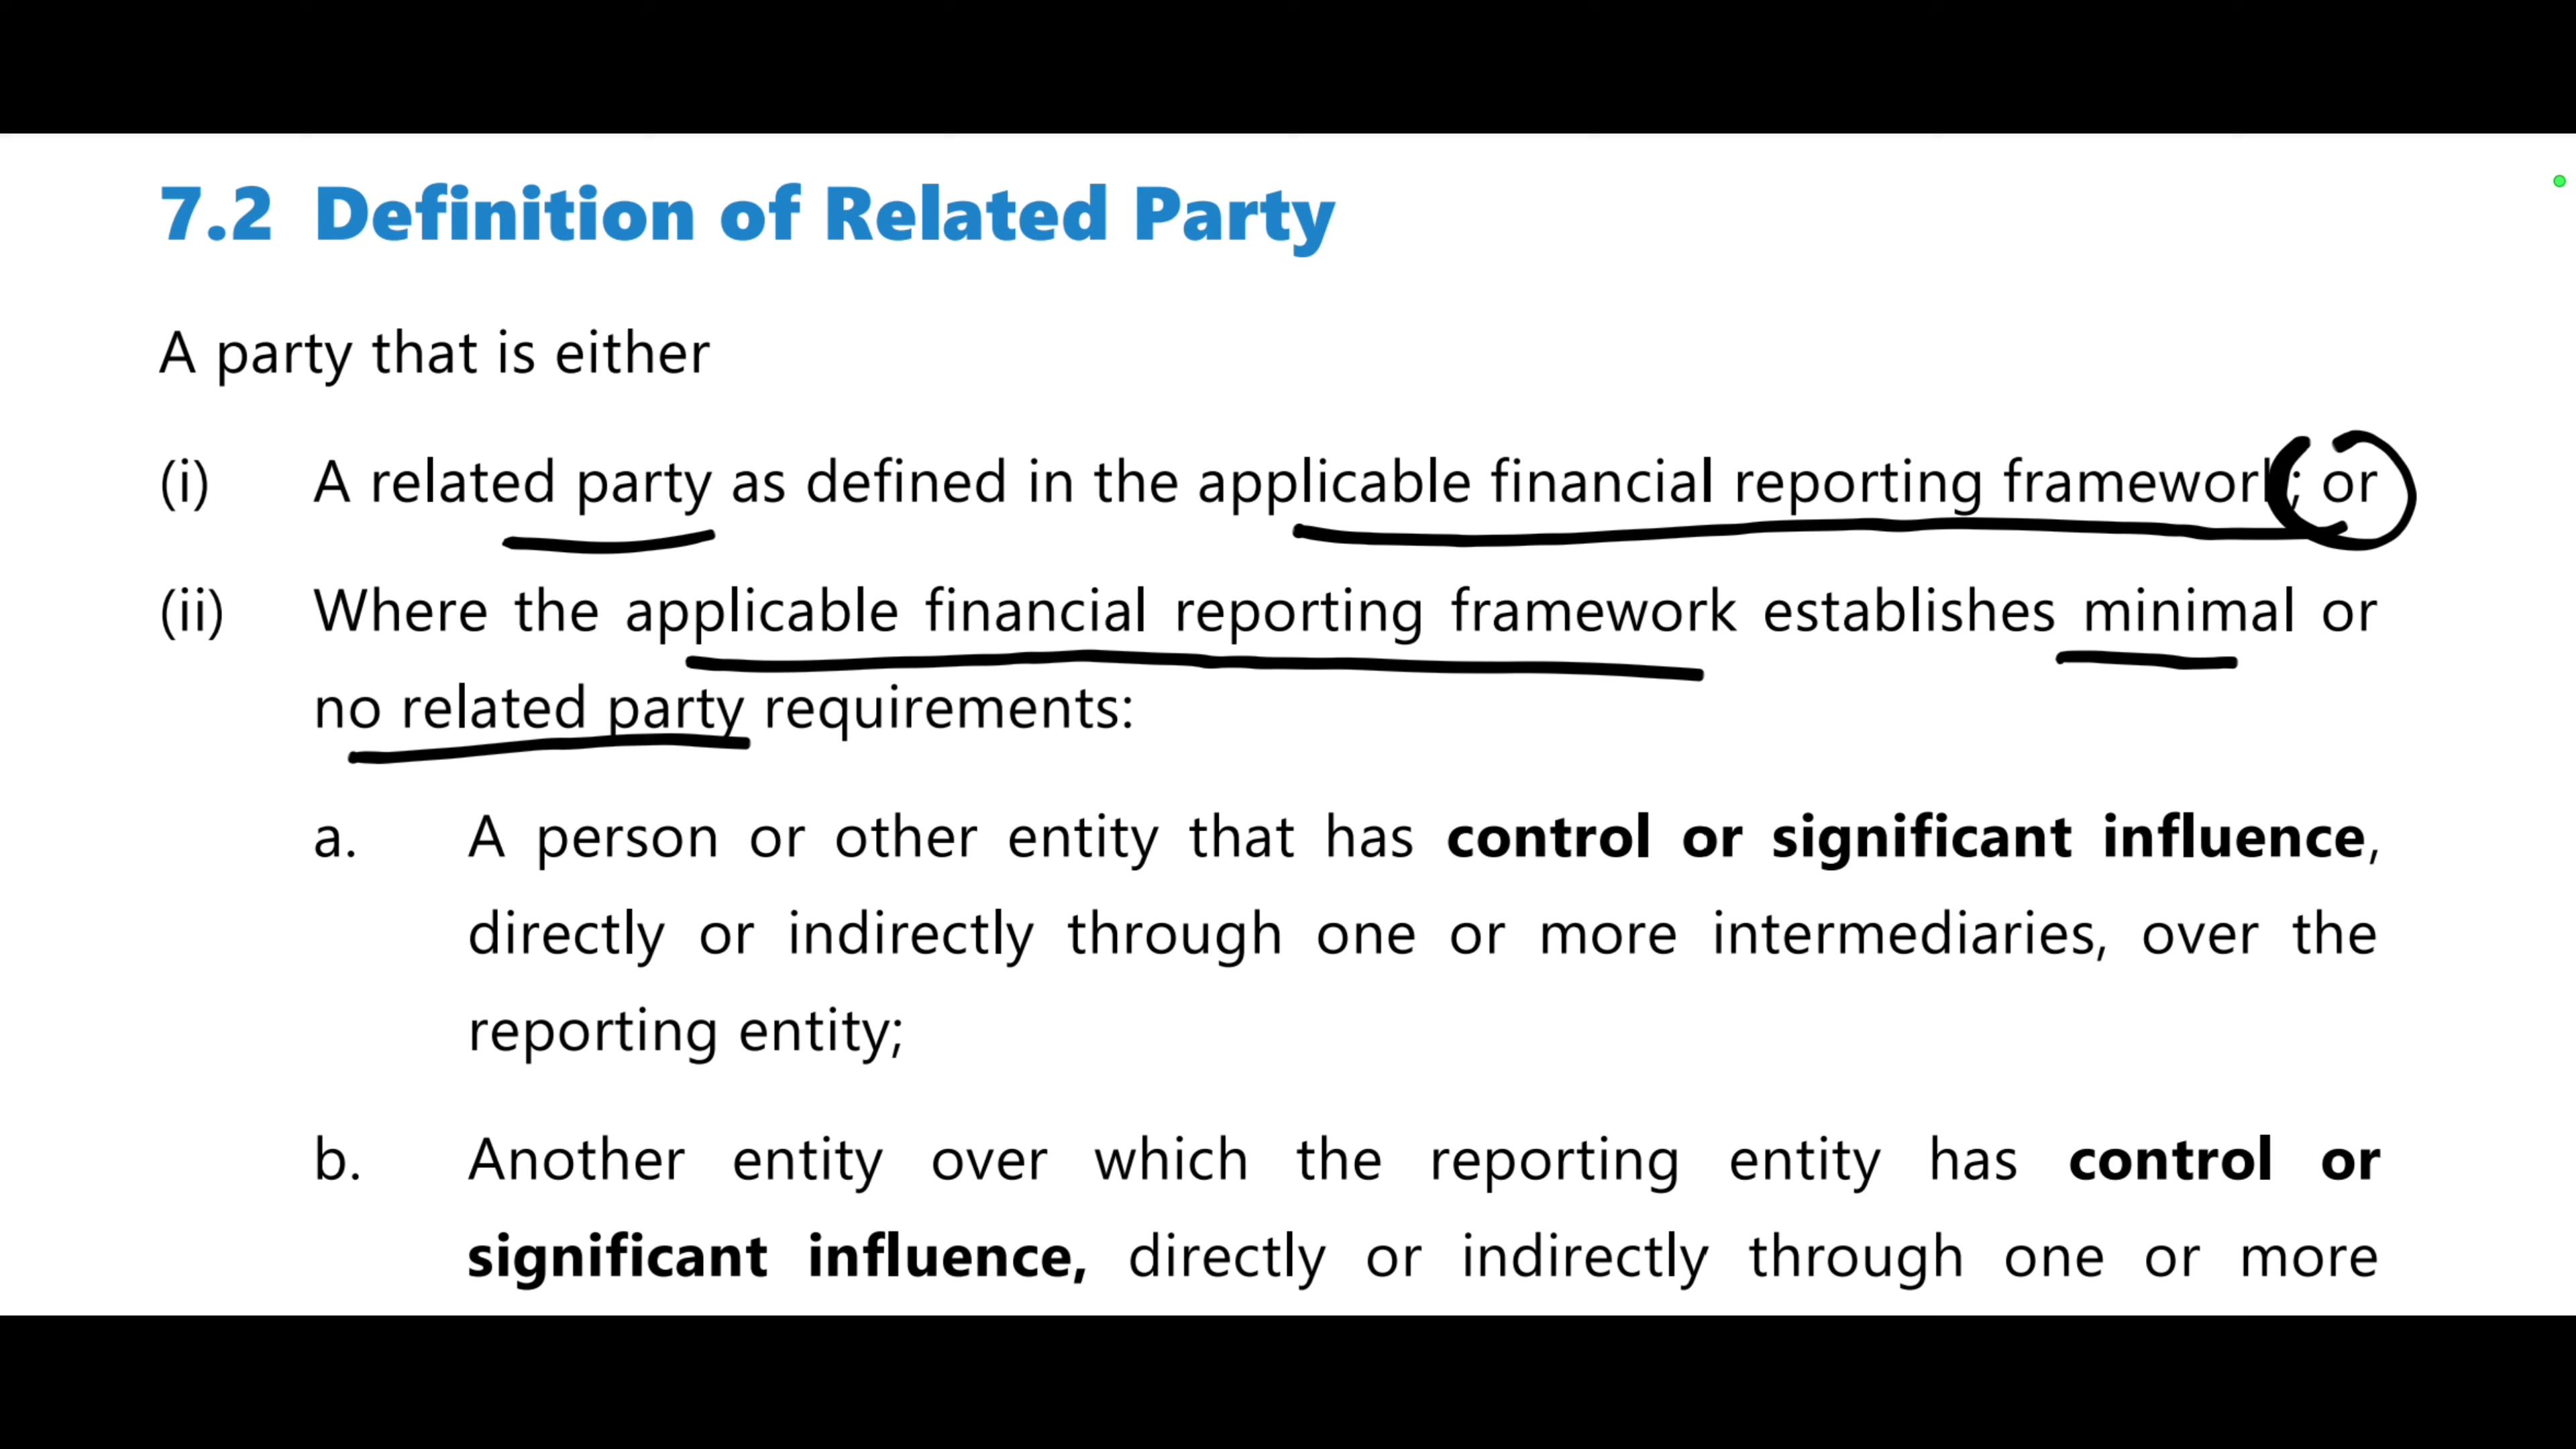 7.2 Definition of Related Party
A party that is either
(i) A related party as defined in the applicable financial reporting framework; or
(ii) Where the applicable financial reporting framework establishes minimal or
no related party requirements:
a. A person or other entity that has control or significant influence,
directly or indirectly through one or more intermediaries, over the
reporting entity;
b. Another entity over which the reporting entity has control or
significant influence, directly or indirectly through one or more